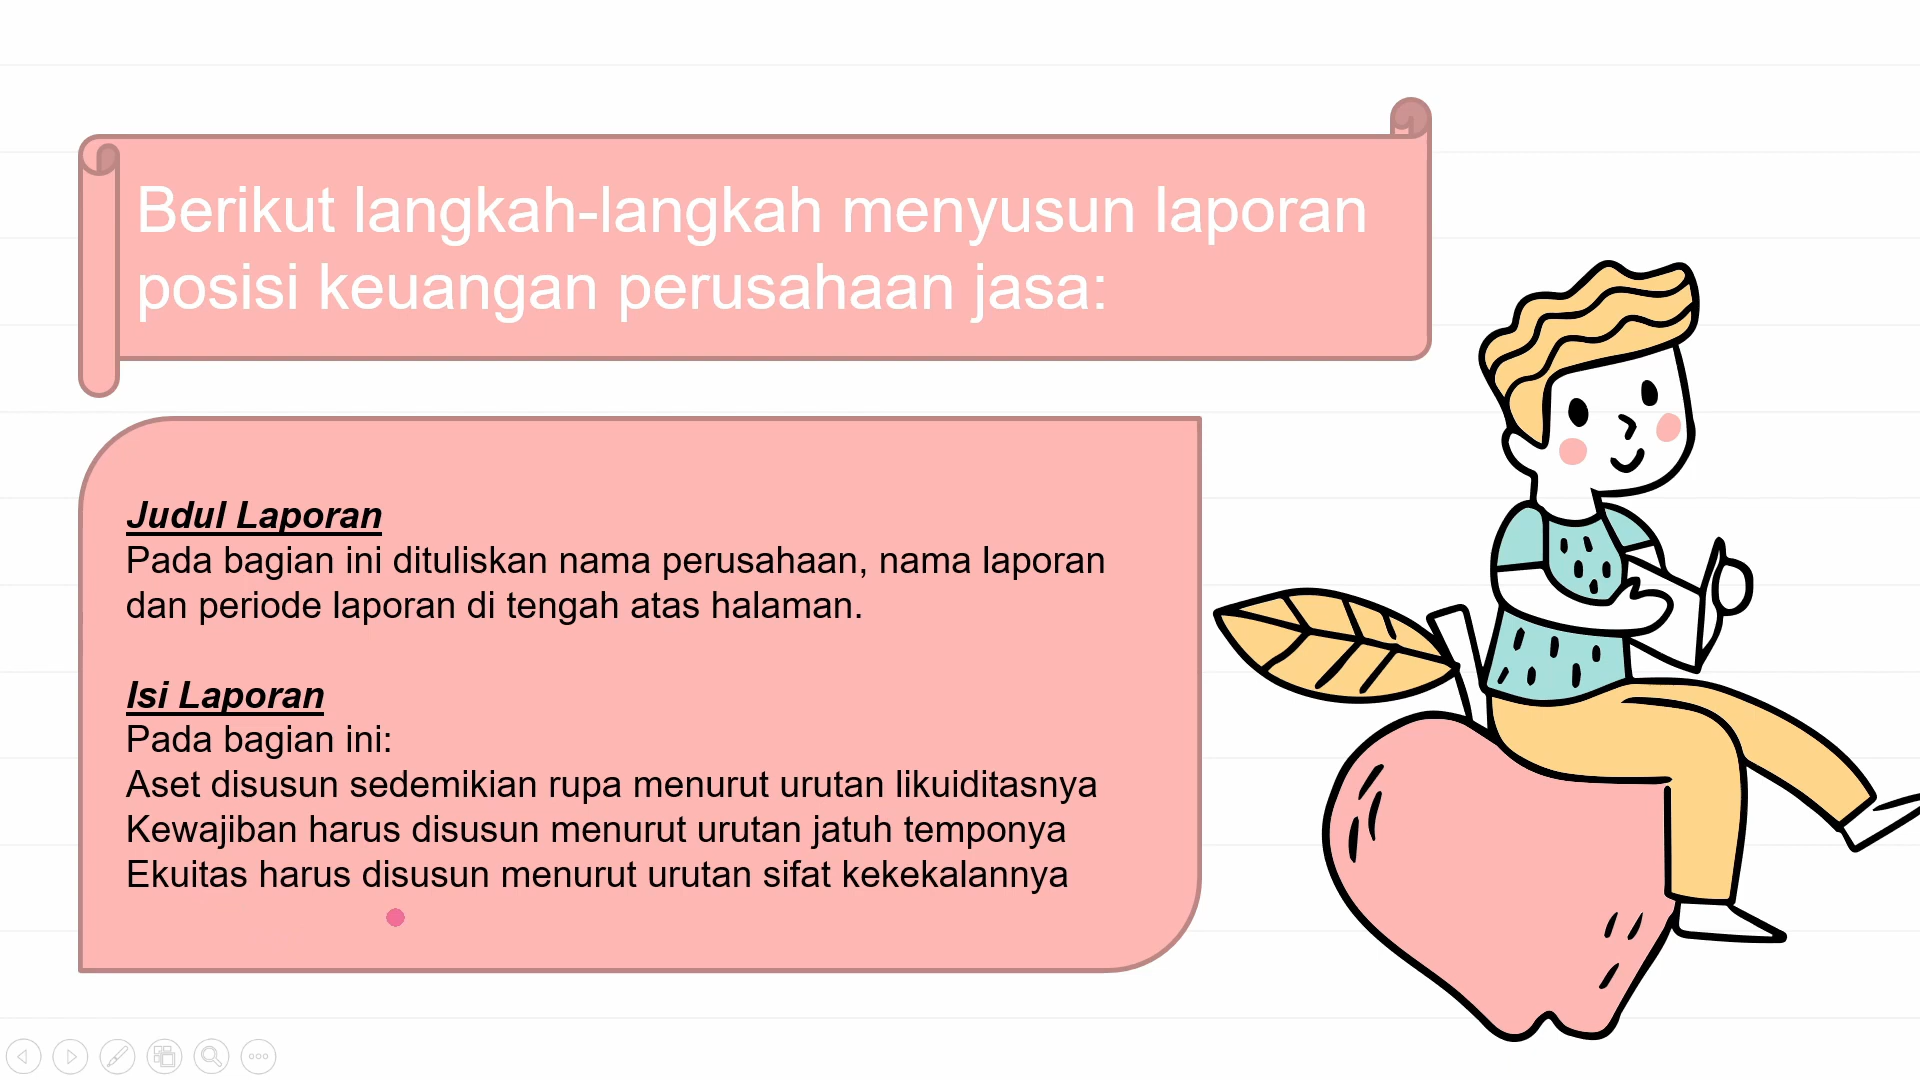 Berikut langkah-langkah menyusun laporan
posisi keuangan perusahaan jasa:
Judul Laporan
Pada bagian ini dituliskan nama perusahaan, nama laporan
dan periode laporan di tengah atas halaman.
Isi Laporan
Pada bagian ini:
Aset disusun sedemikian rupa menurut urutan likuiditasnya
Kewajiban harus disusun menurut urutan jatuh temponya
Ekuitas harus disusun menurut urutan sifat kekekalannya